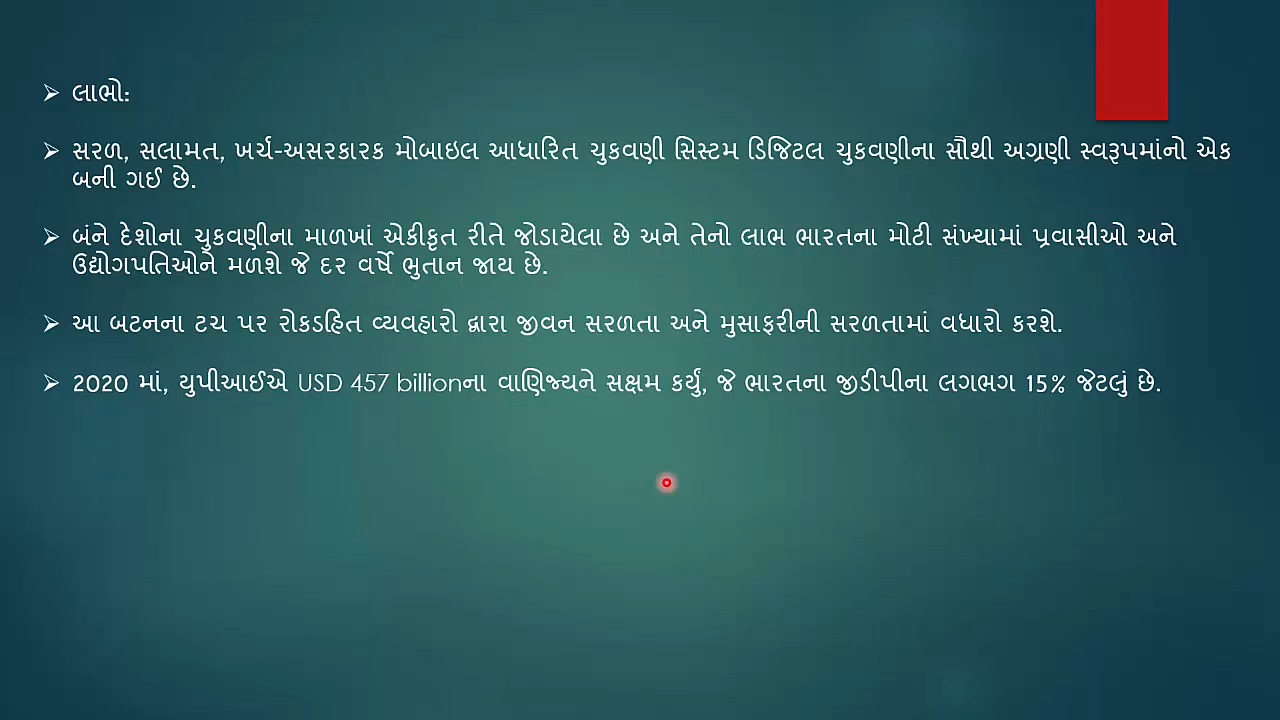 લાભો:
સરળ, સલામત, ખર્ચ-અસરકારક મોબાઇલ આધારિત ચુકવણી સિસ્ટમ ડિજિટલ ચુકવણીના સૌથી અગ્રણી સ્વરૂપમાંનો એક
બની ગઈ છે.
બંને દેશોના ચુકવણીના માળખાં એકીકૃત રીતે જોડાયેલા છે અને તેનો લાભ ભારતના મોટી સંખ્યામાં પ્રવાસીઓ અને
ઉદ્યોગપતિઓને મળશે જે દર વર્ષે ભુતાન જાય છે.
આ બટનના ટચ પર રોકડહિત વ્યવહારો દ્વારા જીવન સરળતા અને મુસાફરીની સરળતામાં વધારો કરશે.
2020 માં, યુપીઆઈએ USD 457 billionના વાણિજ્યને સક્ષમ કર્યું, જે ભારતના જીડીપીના લગભગ 15% જેટલું છે.